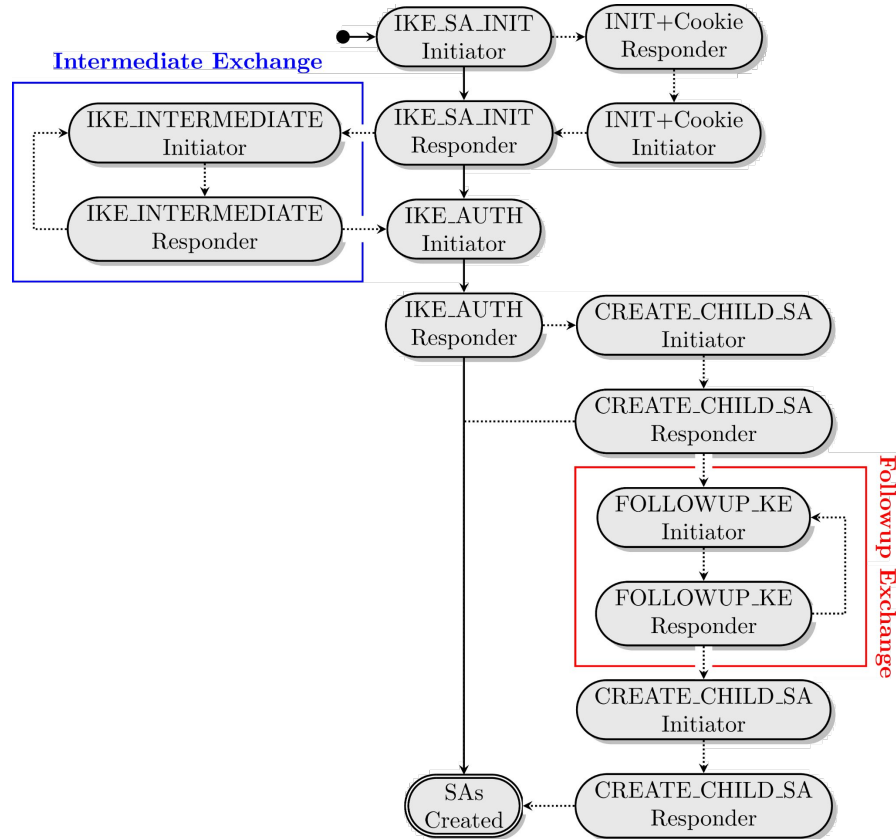 IKE_SA_INIT
Initiator
INIT+Cookie
Responder
Intermediate Exchange
IKE_INTERMEDIATE
Initiator
IKE_SA_INIT
Responder
INIT+Cookie
Initiator
IKE_INTERMEDIATE
Responder
IKE_AUTH
Initiator
IKE_AUTH
Responder
CREATE_CHILD_SA
Initiator
CREATE_CHILD_SA
Responder
Followup Exchange
FOLLOWUP_KE
Initiator
FOLLOWUP_KE
Responder
CREATE_CHILD_SA
Initiator
SAs
Created
CREATE_CHILD_SA
Responder